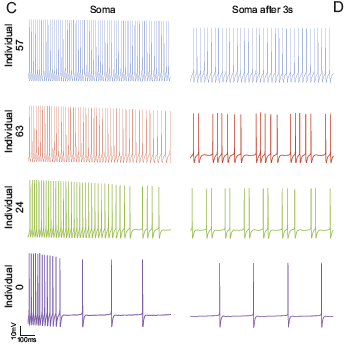 C
Soma
Soma after 3s
D
Individual
57
Individual
63
Individual
24
Individual
0
10mV
100ms